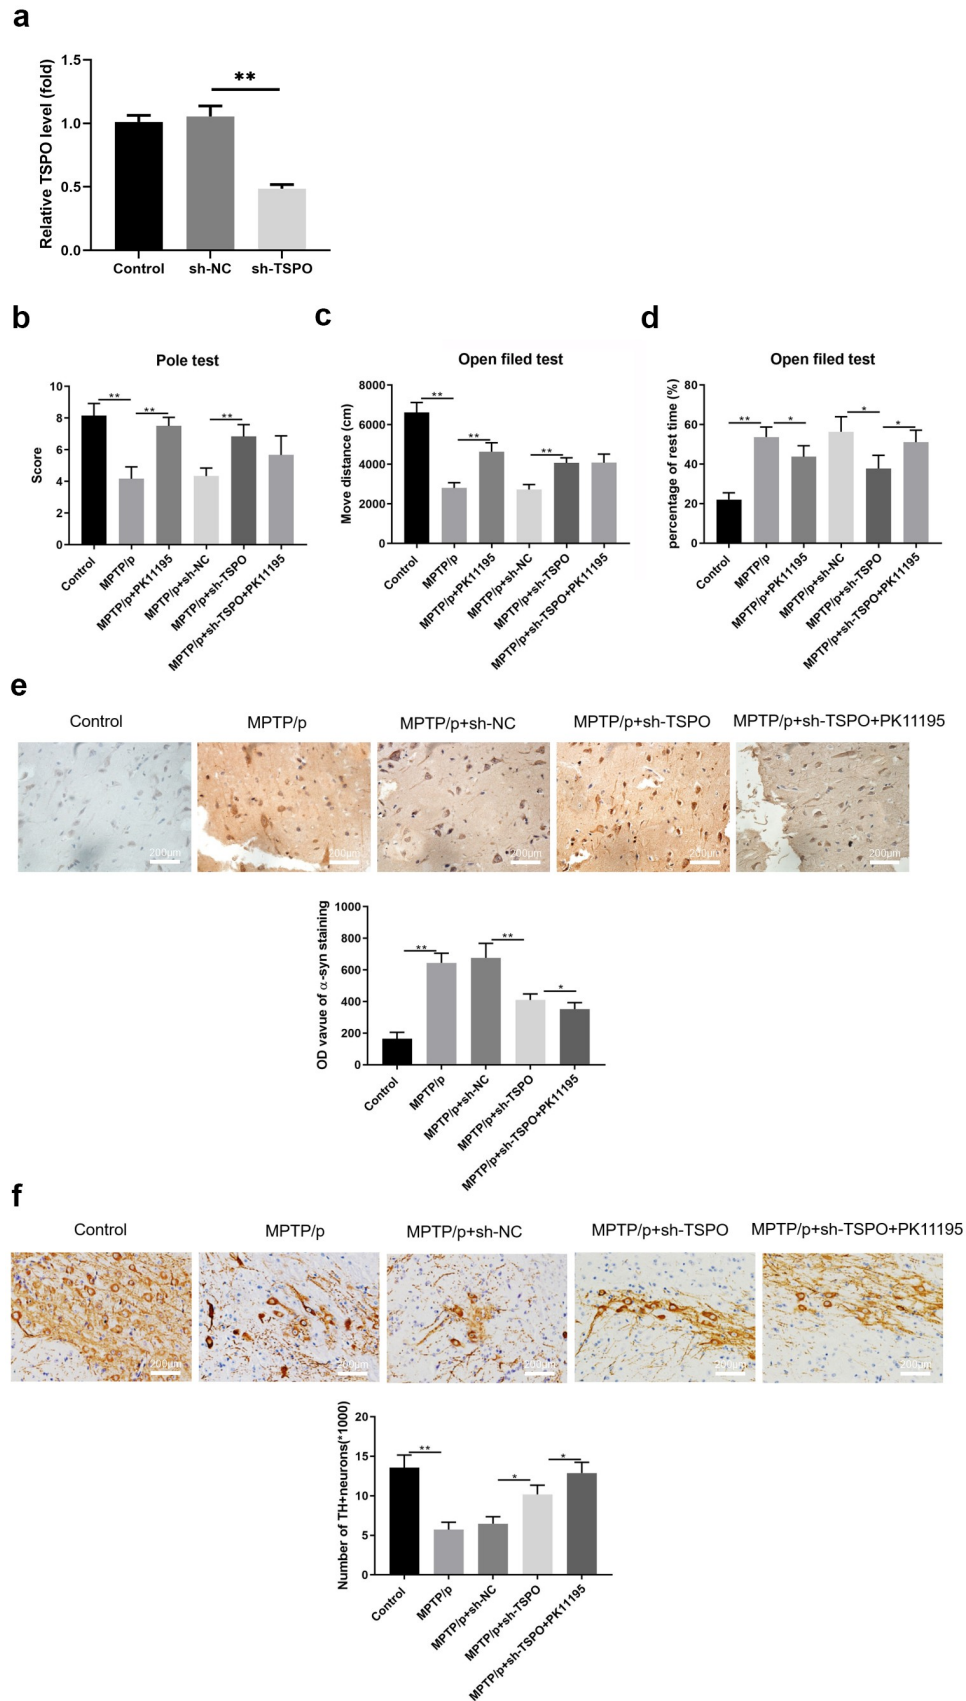 a
Relative TSPO level (fold)
1.5
1.0
0.5
0.0
**
Control sh-NC sh-TSPO
b
Pole test
Score
10
8
6
4
2
0
** ** **
Control
MPTP/p
MPTP/p+PK11195
MPTP/p+sh-NC
MPTP/p+sh-TSPO
MPTP/p+sh-TSPO+PK11195
c
Open filed test
Move distance (cm)
8000
6000
4000
2000
0
** ** **
Control
MPTP/p
MPTP/p+PK11195
MPTP/p+sh-NC
MPTP/p+sh-TSPO
MPTP/p+sh-TSPO+PK11195
d
Open filed test
percentage of rest time (%)
80
60
40
20
0
** * * *
Control
MPTP/p
MPTP/p+PK11195
MPTP/p+sh-NC
MPTP/p+sh-TSPO
MPTP/p+sh-TSPO+PK11195
e
Control MPTP/p MPTP/p+sh-NC MPTP/p+sh-TSPO MPTP/p+sh-TSPO+PK11195
200μm 200μm 200μm 200μm 200μm
OD vavue of α-syn staining
1000
800
600
400
200
0
** ** *
Control
MPTP/p
MPTP/p+sh-NC
MPTP/p+sh-TSPO
MPTP/p+sh-TSPO+PK11195
f
Control MPTP/p MPTP/p+sh-NC MPTP/p+sh-TSPO MPTP/p+sh-TSPO+PK11195
200μm 200μm 200μm 200μm 200μm
Number of TH+neurons(*1000)
20
15
10
5
0
** * *
Control
MPTP/p
MPTP/p+sh-NC
MPTP/p+sh-TSPO
MPTP/p+sh-TSPO+PK11195